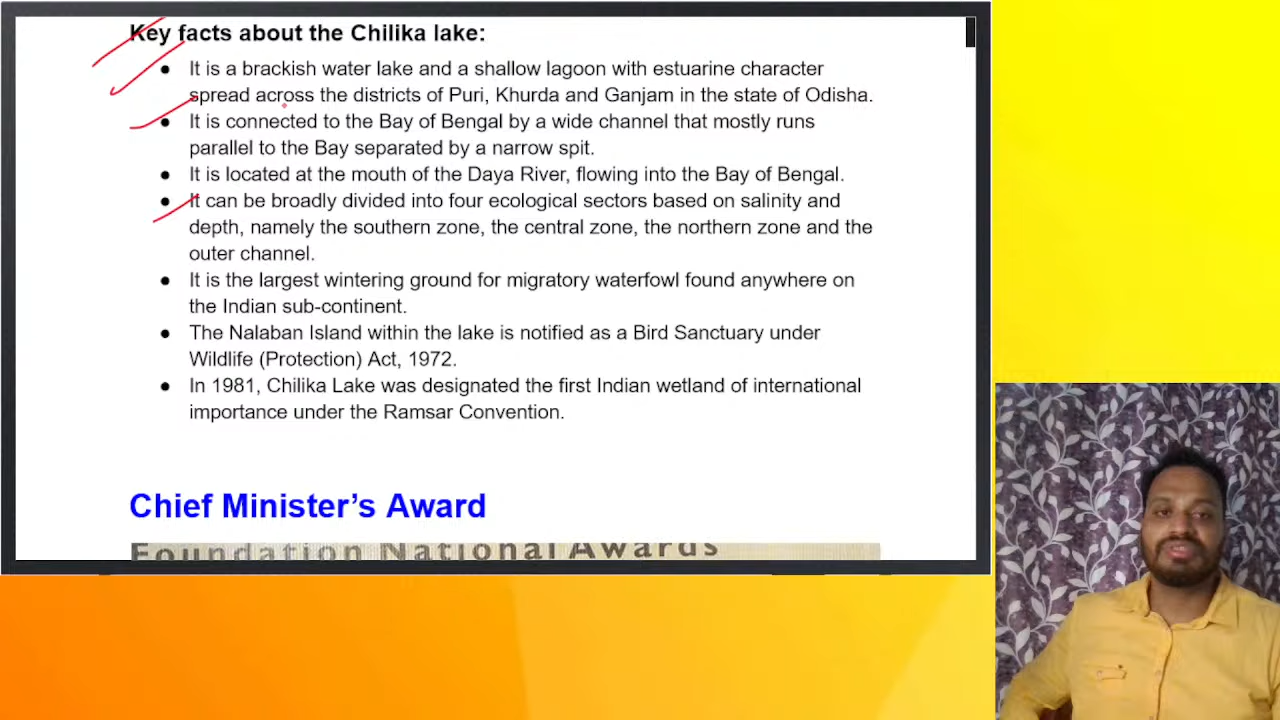 Key facts about the Chilika lake:
● It is a brackish water lake and a shallow lagoon with estuarine character
spread across the districts of Puri, Khurda and Ganjam in the state of Odisha.
● It is connected to the Bay of Bengal by a wide channel that mostly runs
parallel to the Bay separated by a narrow spit.
● It is located at the mouth of the Daya River, flowing into the Bay of Bengal.
● It can be broadly divided into four ecological sectors based on salinity and
depth, namely the southern zone, the central zone, the northern zone and the
outer channel.
● It is the largest wintering ground for migratory waterfowl found anywhere on
the Indian sub-continent.
● The Nalaban Island within the lake is notified as a Bird Sanctuary under
Wildlife (Protection) Act, 1972.
● In 1981, Chilika Lake was designated the first Indian wetland of international
importance under the Ramsar Convention.
Chief Minister’s Award
Foundation National Awards